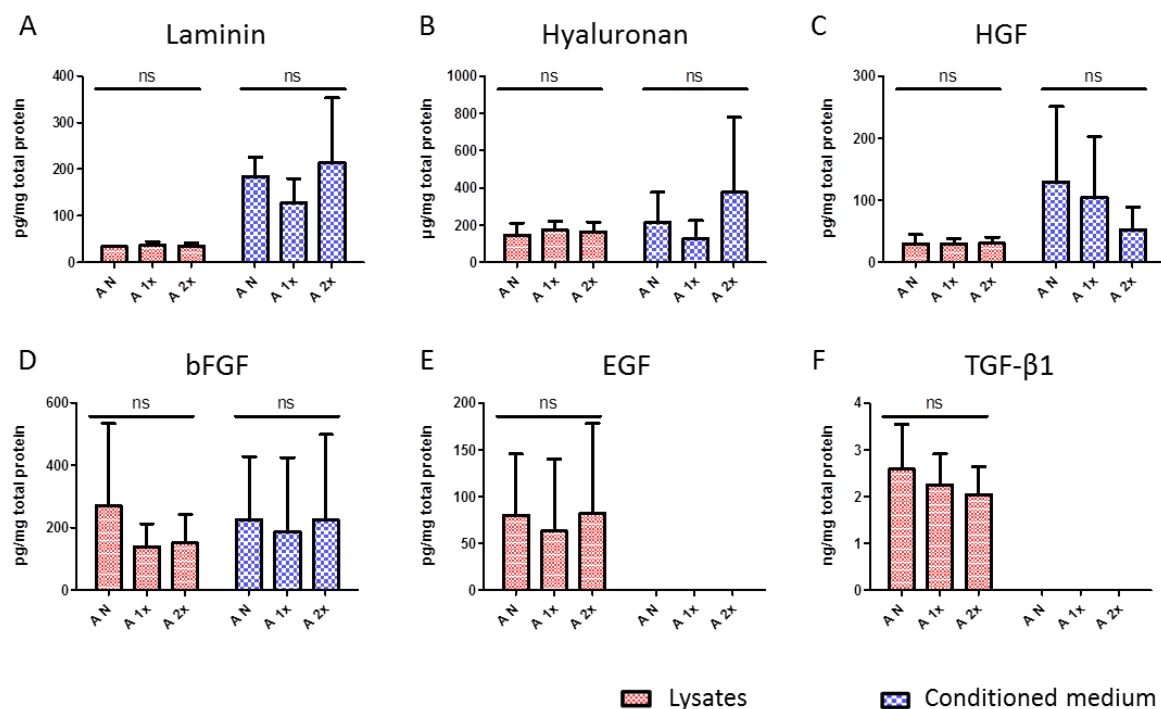 A Laminin
400
300
200
100
0
pg/mg total protein
ns ns
A N A 1x A 2x A N A 1x A 2x
B Hyaluronan
1000
800
600
400
200
0
µg/mg total protein
ns ns
A N A 1x A 2x A N A 1x A 2x
C HGF
300
200
100
0
pg/mg total protein
ns ns
A N A 1x A 2x A N A 1x A 2x
D bFGF
600
400
200
0
pg/mg total protein
ns ns
A N A 1x A 2x A N A 1x A 2x
E EGF
200
150
100
50
0
pg/mg total protein
ns
A N A 1x A 2x A N A 1x A 2x
F TGF-β1
4
3
2
1
0
ng/mg total protein
ns
A N A 1x A 2x A N A 1x A 2x
Lysates Conditioned medium